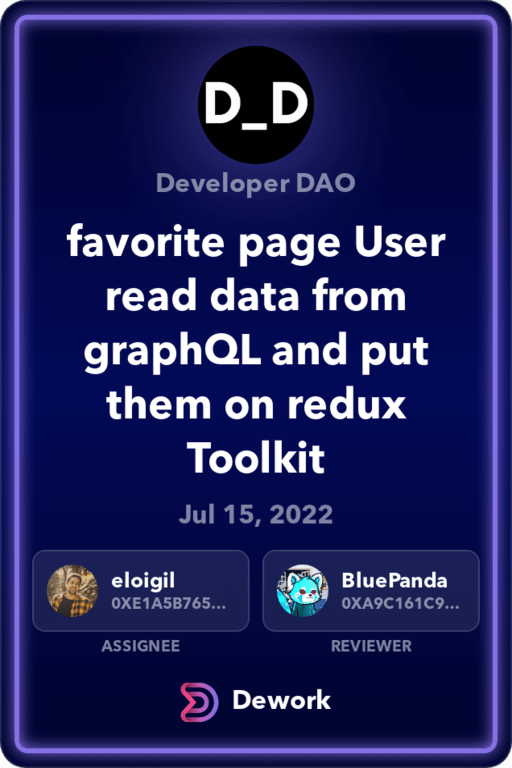 D_D
Developer DAO
favorite page User
read data from
graphQL and put
them on redux
Toolkit
Jul 15, 2022
eloigil
0XE1A5B765...
BluePanda
0XA9C161C9...
ASSIGNEE
REVIEWER
Dework